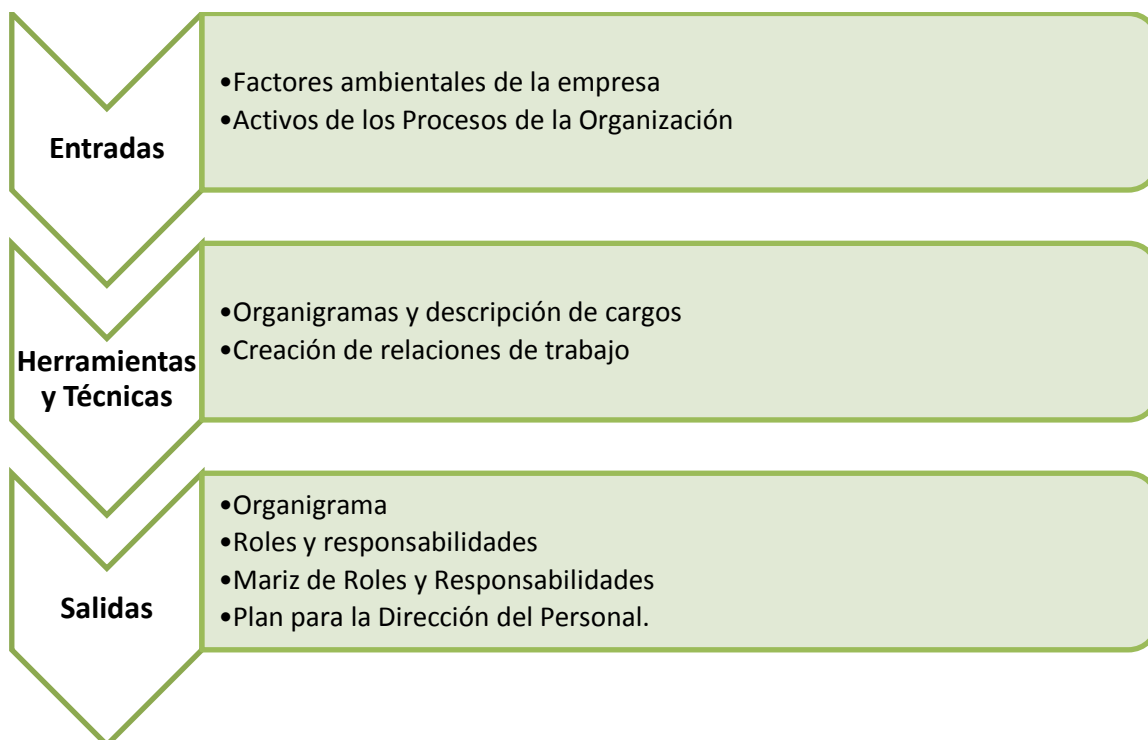 Entradas
•Factores ambientales de la empresa
•Activos de los Procesos de la Organización
Herramientas
y Técnicas
•Organigramas y descripción de cargos
•Creación de relaciones de trabajo
Salidas
•Organigrama
•Roles y responsabilidades
•Mariz de Roles y Responsabilidades
•Plan para la Dirección del Personal.